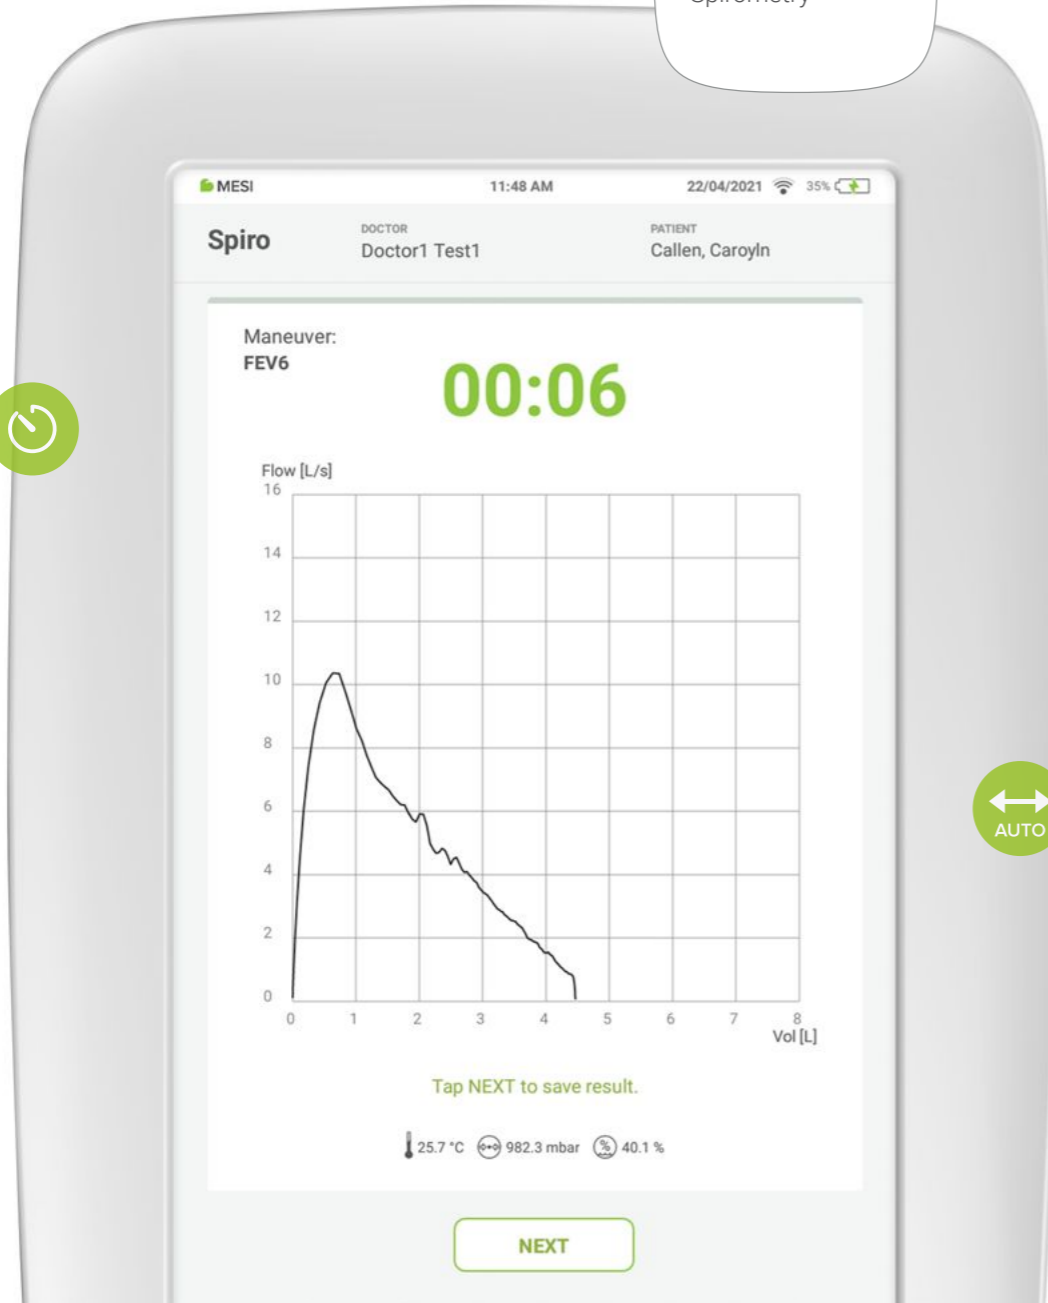 Spirometry
MESI 11:48 AM 22/04/2021 35%
Spiro DOCTOR PATIENT
Doctor1 Test1 Callen, Caroyln
Maneuver:
FEV6
00:06
Flow [L/s]
16
14
12
10
8
6
4
2
0
0 1 2 3 4 5 6 7 8
Vol [L]
AUTO
Tap NEXT to save result.
25.7 °C 982.3 mbar % 40.1 %
NEXT